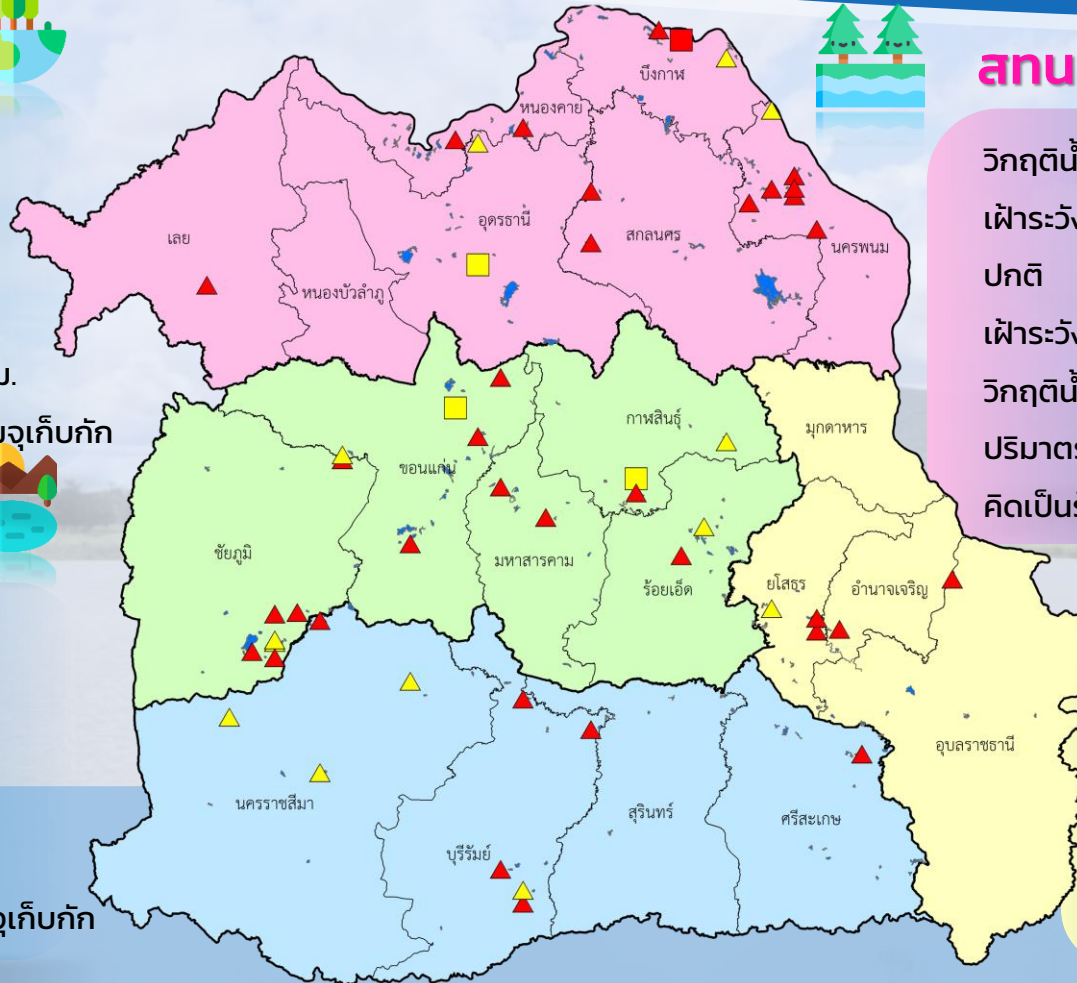 สทน
วิกฤติน้ำ
เฝ้าระวัง
ปกติ
เฝ้าระวัง
วิกฤติน้ำ
ปริมาตร
คิดเป็นร้
ม.
มจุเก็บกัก
จุเก็บกัก
บึงกาฬ
หนองคาย
เลย
อุดรธานี
สกลนคร
นครพนม
หนองบัวลำภู
กาฬสินธุ์
มุกดาหาร
ขอนแก่น
ชัยภูมิ
มหาสารคาม
ร้อยเอ็ด
ยโสธร
อำนาจเจริญ
อุบลราชธานี
นครราชสีมา
สุรินทร์
ศรีสะเกษ
บุรีรัมย์